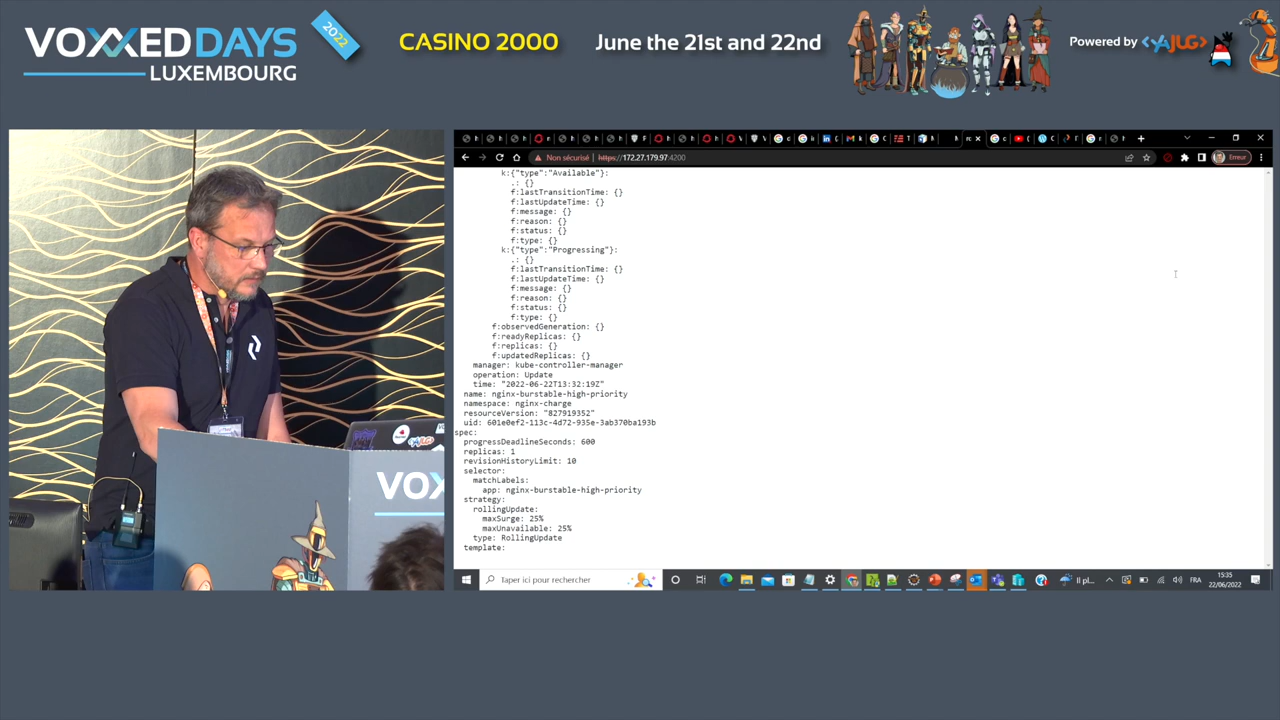 VOXXED DAYS
LUXEMBOURG
2022
CASINO 2000
June the 21st and 22nd
Powered by <YAJUG>
Non sécurisé
https://172.27.179.97:4200
Erreur
k:{"type":"Available"}:
.: {}
f:lastTransitionTime: {}
f:lastUpdateTime: {}
f:message: {}
f:reason: {}
f:status: {}
f:type: {}
k:{"type":"Progressing"}:
.: {}
f:lastTransitionTime: {}
f:lastUpdateTime: {}
f:message: {}
f:reason: {}
f:status: {}
f:type: {}
f:observedGeneration: {}
f:readyReplicas: {}
f:replicas: {}
f:updatedReplicas: {}
manager: kube-controller-manager
operation: Update
time: "2022-06-22T13:32:19Z"
name: nginx-burstable-high-priority
namespace: nginx-charge
resourceVersion: "827919352"
uid: 601e0ef2-113c-4d72-935e-3ab370ba193b
spec:
progressDeadlineSeconds: 600
replicas: 1
revisionHistoryLimit: 10
selector:
matchLabels:
app: nginx-burstable-high-priority
strategy:
rollingUpdate:
maxSurge: 25%
maxUnavailable: 25%
type: RollingUpdate
template:
Taper ici pour rechercher
Il pl...
FRA
15:35
22/06/2022
YAJUG
VOX